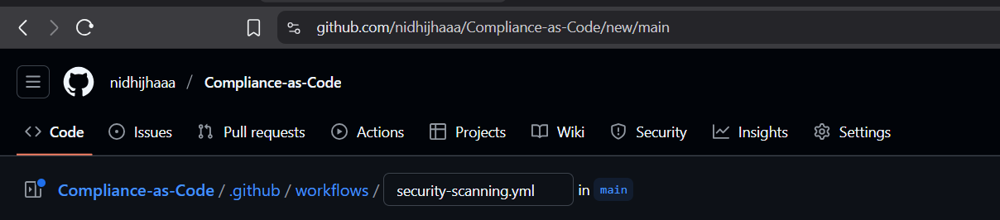 github.com/nidhijhaaa/Compliance-as-Code/new/main
nidhijhaaa / Compliance-as-Code
Code Issues Pull requests Actions Projects Wiki Security Insights Settings
Compliance-as-Code / .github / workflows / security-scanning.yml in main